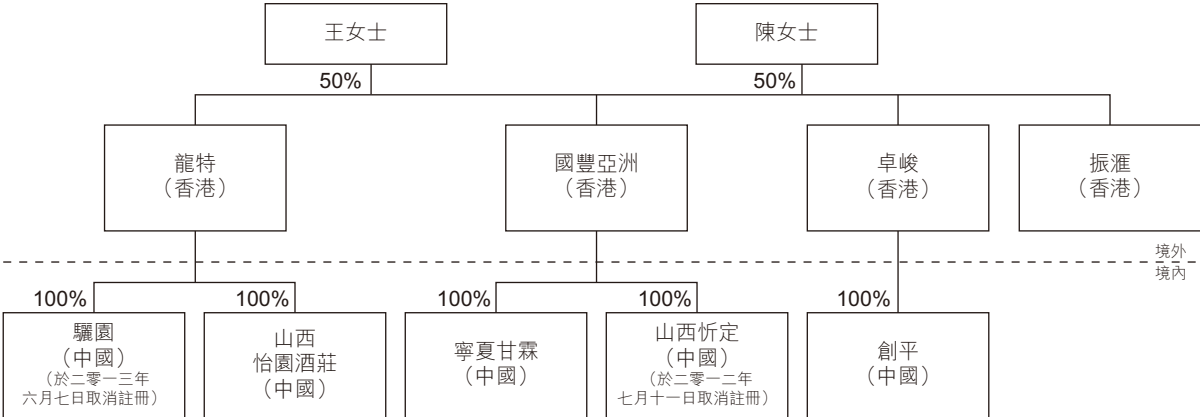 王女士
陳女士
50%
50%
龍特
（香港）
國豐亞洲
（香港）
卓峻
（香港）
振滙
（香港）
境外
境內
100%
100%
100%
100%
100%
驪園
（中國）
（於二零一三年
六月七日取消註冊）
山西
怡園酒莊
（中國）
寧夏甘霖
（中國）
山西忻定
（中國）
（於二零一二年
七月十一日取消註冊）
創平
（中國）